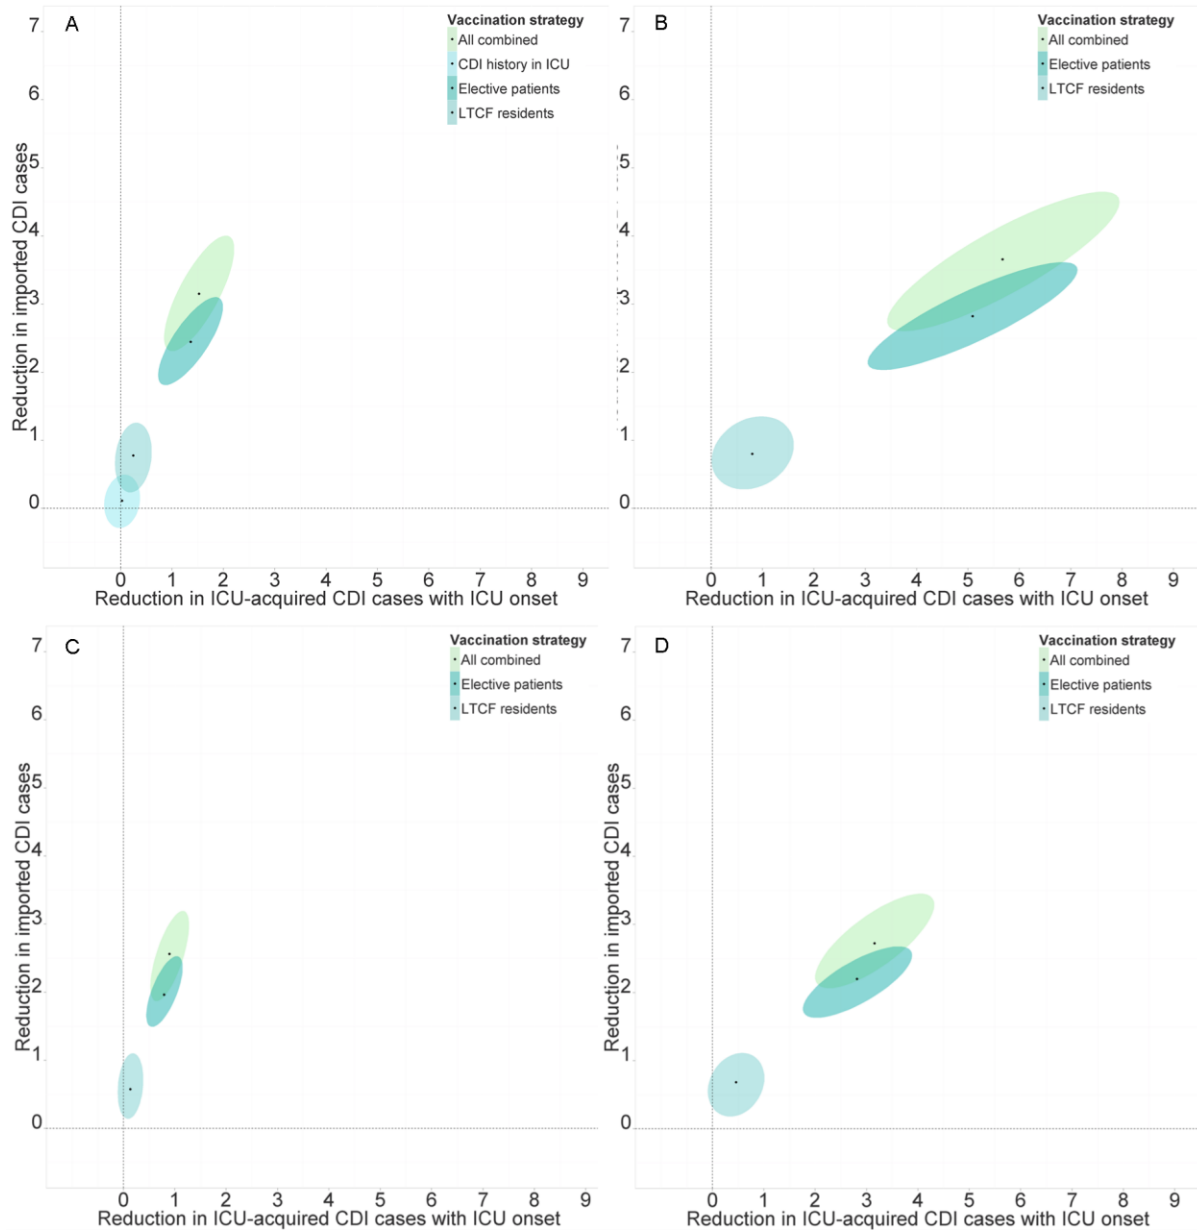 A
Vaccination strategy
All combined
CDI history in ICU
Elective patients
LTCF residents
Reduction in imported CDI cases
7
6
5
4
3
2
1
0
0 1 2 3 4 5 6 7 8 9
Reduction in ICU-acquired CDI cases with ICU onset
B
Vaccination strategy
All combined
Elective patients
LTCF residents
7
6
5
4
3
2
1
0
0 1 2 3 4 5 6 7 8 9
Reduction in ICU-acquired CDI cases with ICU onset
C
Vaccination strategy
All combined
Elective patients
LTCF residents
Reduction in imported CDI cases
7
6
5
4
3
2
1
0
0 1 2 3 4 5 6 7 8 9
Reduction in ICU-acquired CDI cases with ICU onset
D
Vaccination strategy
All combined
Elective patients
LTCF residents
Reduction in imported CDI cases
7
6
5
4
3
2
1
0
0 1 2 3 4 5 6 7 8 9
Reduction in ICU-acquired CDI cases with ICU onset